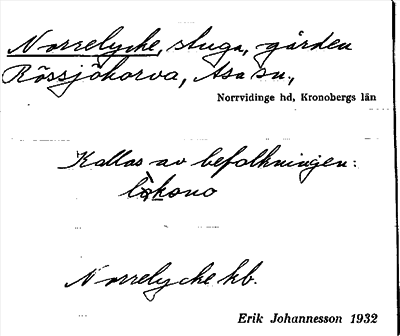 Norrelycke, stuga, gården
Rössjöhorva, Asa sn,
Norrvidinge hd, Kronobergs län
Kallas av befolkningen:
Norrelycke kb.
Erik Johannesson 1932